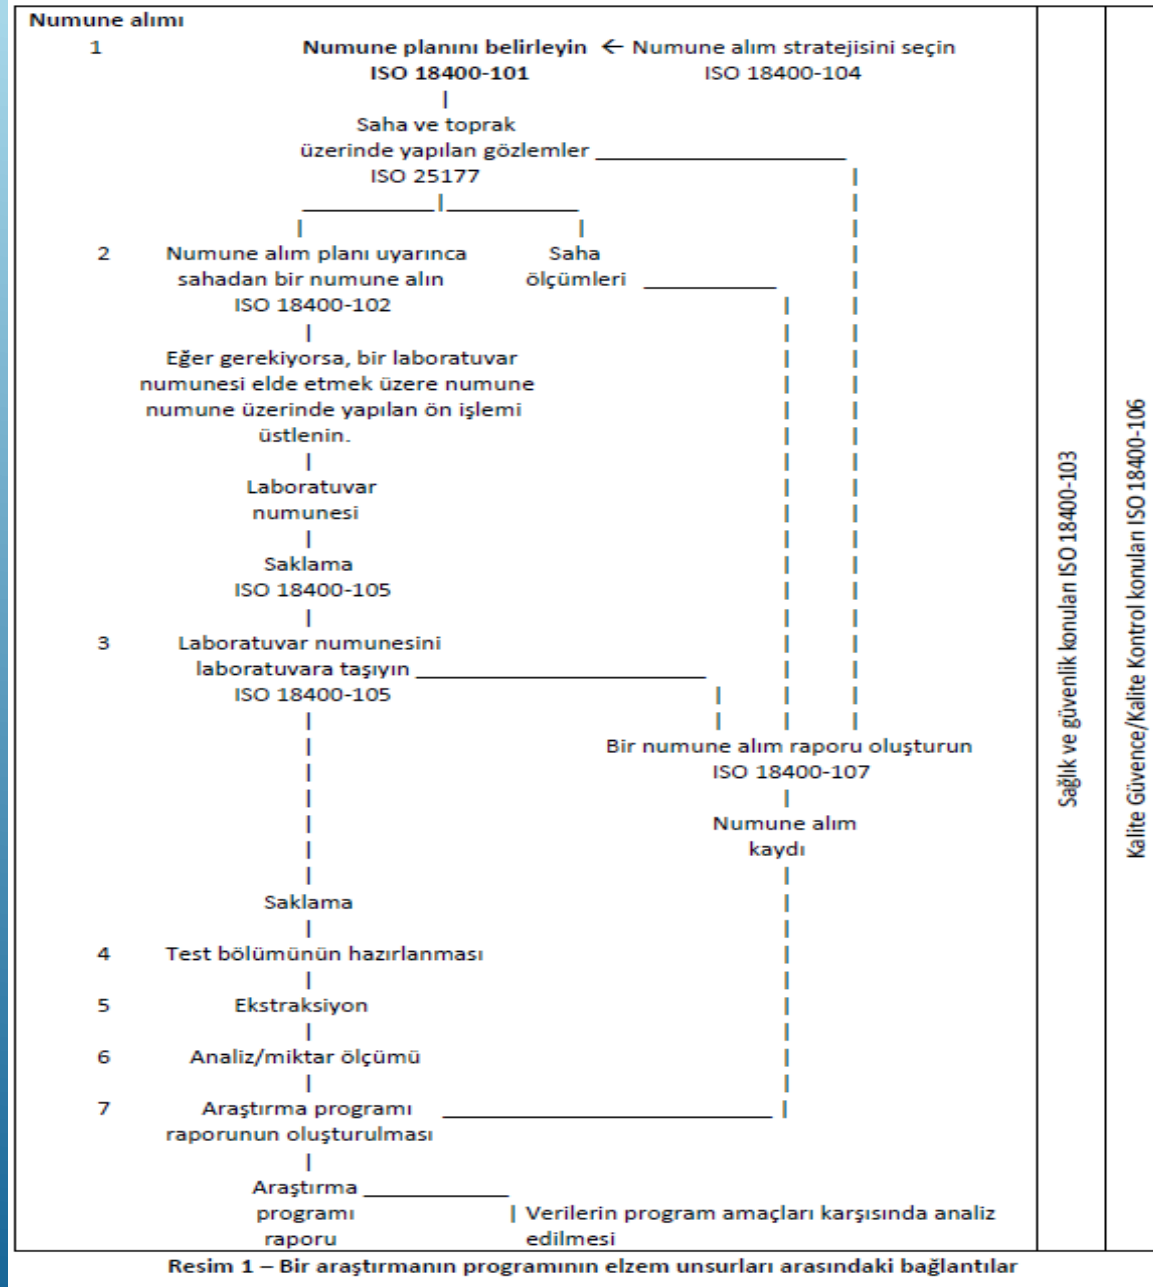 Numune alımı
1 Numune planını belirleyin ← Numune alım stratejisini seçin
ISO 18400-101 ISO 18400-104
Saha ve toprak
üzerinde yapılan gözlemler
ISO 25177
2 Numune alım planı uyarınca Saha
sahadan bir numune alın ölçümleri
ISO 18400-102
Eğer gerekiyorsa, bir laboratuvar
numunesi elde etmek üzere numune
numune üzerinde yapılan ön işlemi
üstlenin.
Laboratuvar
numunesi
Saklama
ISO 18400-105
3 Laboratuvar numunesini
laboratuvara taşıyın
ISO 18400-105
Bir numune alım raporu oluşturun
ISO 18400-107
Numune alım
kaydı
Saklama
4 Test bölümünün hazırlanması
5 Ekstraksiyon
6 Analiz/miktar ölçümü
7 Araştırma programı
raporunun oluşturulması
Araştırma
programı Verilerin program amaçları karşısında analiz
raporu edilmesi
Sağlık ve güvenlik konuları ISO 18400-103
Kalite Güvence/Kalite Kontrol konuları ISO 18400-106
Resim 1 – Bir araştırmanın programının elzem unsurları arasındaki bağlantılar